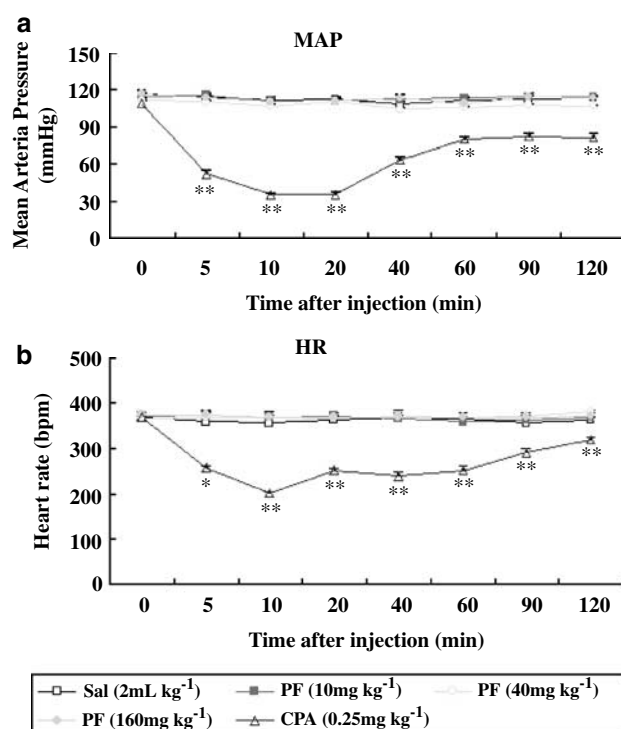 a
MAP
150
120
90
60
30
0
Mean Arteria Pressure
(mmHg)
** ** ** ** ** ** **
0 5 10 20 40 60 90 120
Time after injection (min)
b
HR
500
400
300
200
100
0
Heart rate (bpm)
* ** ** ** ** ** **
0 5 10 20 40 60 90 120
Time after injection (min)
Sal (2mL kg⁻¹) PF (10mg kg⁻¹) PF (40mg kg⁻¹)
PF (160mg kg⁻¹) CPA (0.25mg kg⁻¹)